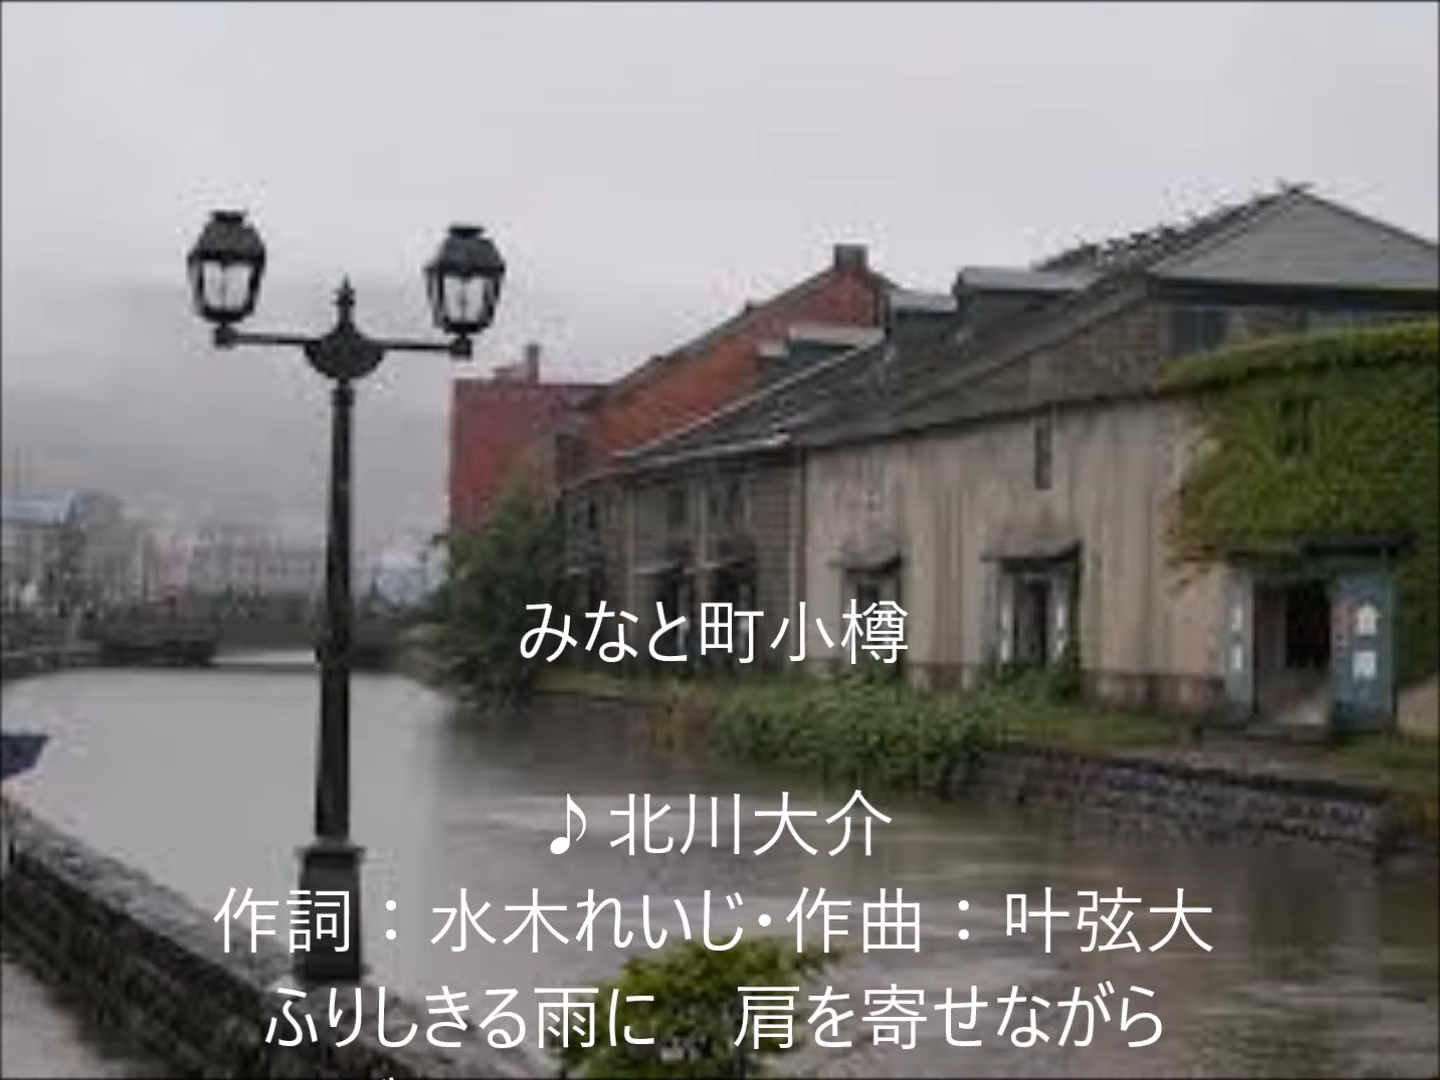 みなと町小樽
♪北川大介
作詞：水木れいじ・作曲：叶弦大
ふりしきる雨に　肩を寄せながら